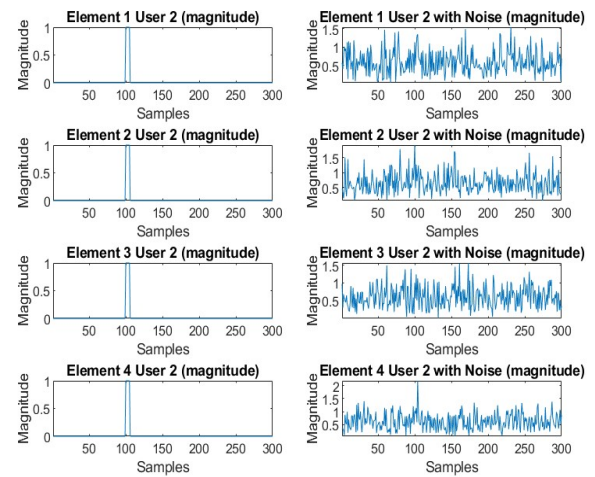 Element 1 User 2 (magnitude)
Magnitude
1
0.5
0
50 100 150 200 250 300
Samples
Element 1 User 2 with Noise (magnitude)
Magnitude
1.5
1
0.5
50 100 150 200 250 300
Samples
Element 2 User 2 (magnitude)
Magnitude
1
0.5
0
50 100 150 200 250 300
Samples
Element 2 User 2 with Noise (magnitude)
Magnitude
1.5
1
0.5
50 100 150 200 250 300
Samples
Element 3 User 2 (magnitude)
Magnitude
1
0.5
0
50 100 150 200 250 300
Samples
Element 3 User 2 with Noise (magnitude)
Magnitude
1.5
1
0.5
50 100 150 200 250 300
Samples
Element 4 User 2 (magnitude)
Magnitude
1
0.5
0
50 100 150 200 250 300
Samples
Element 4 User 2 with Noise (magnitude)
Magnitude
2
1.5
1
0.5
50 100 150 200 250 300
Samples